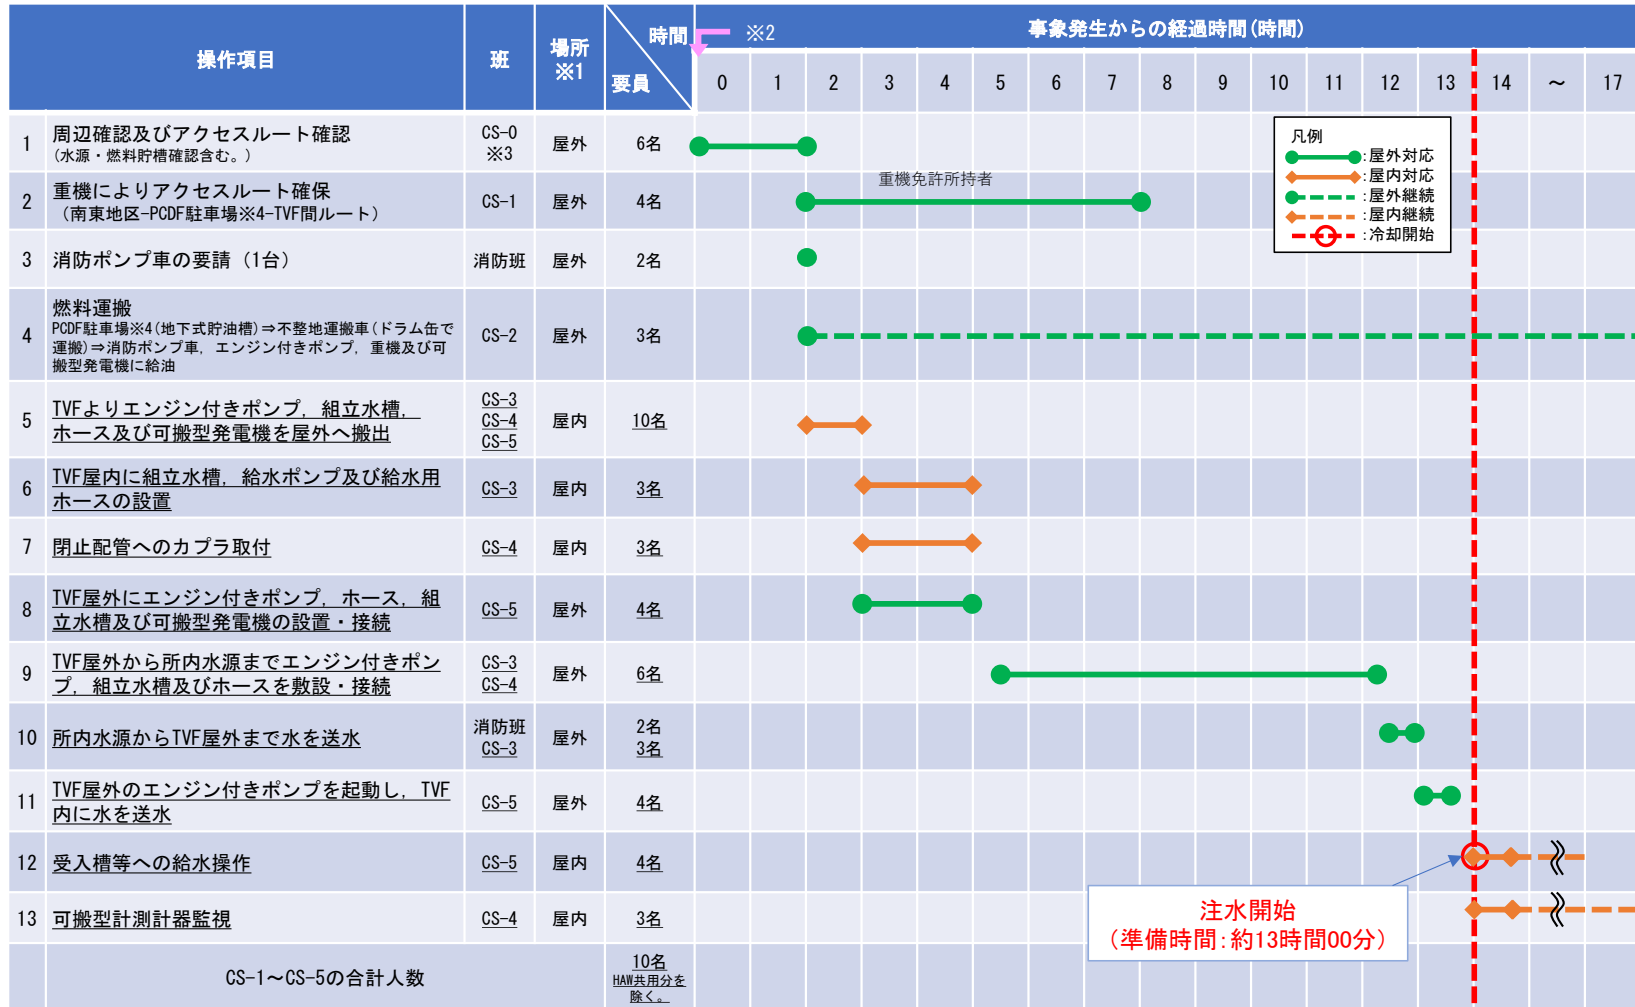 操作項目
班
場所
※1
時間
要員
※2
事象発生からの経過時間(時間)
0 1 2 3 4 5 6 7 8 9 10 11 12 13 14 ～ 17
凡例
:屋外対応
:屋内対応
:屋外継続
:屋内継続
:冷却開始
1 周辺確認及びアクセスルート確認
(水源・燃料貯槽確認含む。)
CS-0
※3
屋外
6名
2 重機によりアクセスルート確保
（南東地区-PCDF駐車場※4-TVF間ルート）
CS-1
屋外
4名
重機免許所持者
3 消防ポンプ車の要請（1台）
消防班
屋外
2名
4 燃料運搬
PCDF駐車場※4(地下式貯油槽)⇒不整地運搬車(ドラム缶で
運搬)⇒消防ポンプ車，エンジン付きポンプ，重機及び可
搬型発電機に給油
CS-2
屋外
3名
5 TVFよりエンジン付きポンプ，組立水槽，
ホース及び可搬型発電機を屋外へ搬出
CS-3
CS-4
CS-5
屋内
10名
6 TVF屋内に組立水槽，給水ポンプ及び給水用
ホースの設置
CS-3
屋内
3名
7 閉止配管へのカプラ取付
CS-4
屋内
3名
8 TVF屋外にエンジン付きポンプ，ホース，組
立水槽及び可搬型発電機の設置・接続
CS-5
屋外
4名
9 TVF屋外から所内水源までエンジン付きポン
プ，組立水槽及びホースを敷設・接続
CS-3
CS-4
屋外
6名
10 所内水源からTVF屋外まで水を送水
消防班
CS-3
屋外
2名
3名
11 TVF屋外のエンジン付きポンプを起動し，TVF
内に水を送水
CS-5
屋外
4名
12 受入槽等への給水操作
CS-5
屋内
4名
13 可搬型計測計器監視
CS-4
屋内
3名
注水開始
（準備時間:約13時間00分）
CS-1～CS-5の合計人数
10名
HAW共用分を
除く。